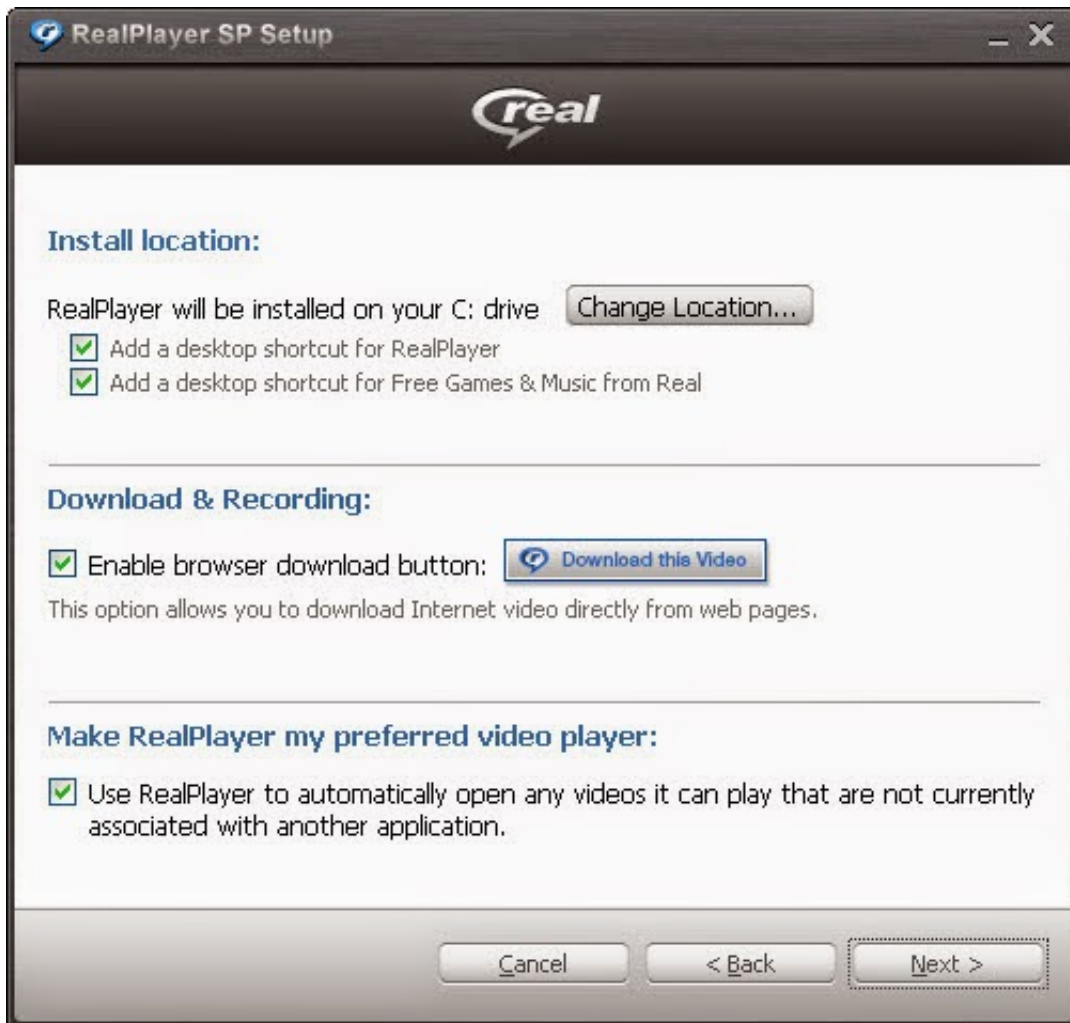 RealPlayer SP Setup
real
Install location:
RealPlayer will be installed on your C: drive Change Location...
Add a desktop shortcut for RealPlayer
Add a desktop shortcut for Free Games & Music from Real
Download & Recording:
Enable browser download button: Download this Video
This option allows you to download Internet video directly from web pages.
Make RealPlayer my preferred video player:
Use RealPlayer to automatically open any videos it can play that are not currently
associated with another application.
Cancel < Back Next >